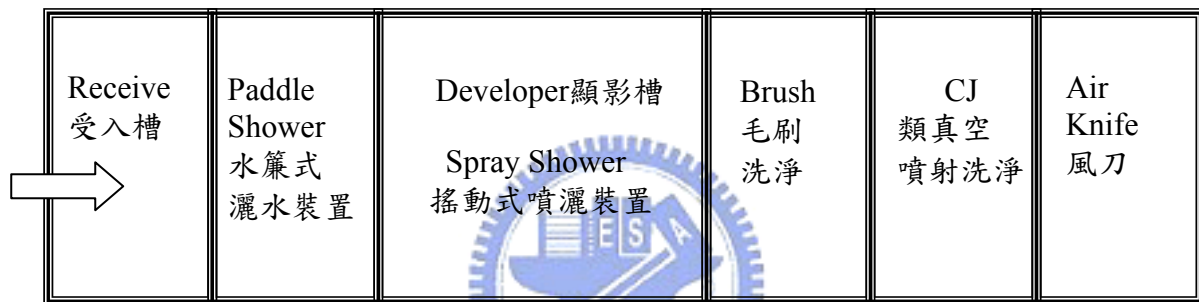 Receive
受入槽
Paddle
Shower
水簾式
灑水裝置
Developer顯影槽
Spray Shower
搖動式噴灑裝置
Brush
毛刷
洗淨
CJ
類真空
噴射洗淨
Air
Knife
風刀
E S A